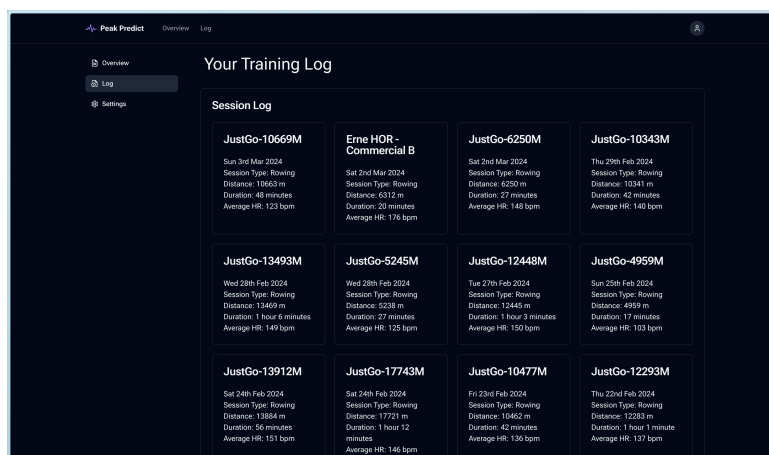 Peak Predict
Overview
Log
Overview
Log
Settings
Your Training Log
Session Log
JustGo-10669M
Sun 3rd Mar 2024
Session Type: Rowing
Distance: 10663 m
Duration: 48 minutes
Average HR: 123 bpm
Erne HOR -
Commercial B
Sat 2nd Mar 2024
Session Type: Rowing
Distance: 6312 m
Duration: 20 minutes
Average HR: 176 bpm
JustGo-6250M
Sat 2nd Mar 2024
Session Type: Rowing
Distance: 6250 m
Duration: 27 minutes
Average HR: 148 bpm
JustGo-10343M
Thu 29th Feb 2024
Session Type: Rowing
Distance: 10341 m
Duration: 42 minutes
Average HR: 140 bpm
JustGo-13493M
Wed 28th Feb 2024
Session Type: Rowing
Distance: 13469 m
Duration: 1 hour 6 minutes
Average HR: 149 bpm
JustGo-5245M
Wed 28th Feb 2024
Session Type: Rowing
Distance: 5238 m
Duration: 27 minutes
Average HR: 125 bpm
JustGo-12448M
Tue 27th Feb 2024
Session Type: Rowing
Distance: 12445 m
Duration: 1 hour 3 minutes
Average HR: 150 bpm
JustGo-4959M
Sun 25th Feb 2024
Session Type: Rowing
Distance: 4959 m
Duration: 17 minutes
Average HR: 103 bpm
JustGo-13912M
Sat 24th Feb 2024
Session Type: Rowing
Distance: 13884 m
Duration: 56 minutes
Average HR: 151 bpm
JustGo-17743M
Sat 24th Feb 2024
Session Type: Rowing
Distance: 17721 m
Duration: 1 hour 12
minutes
Average HR: 146 bpm
JustGo-10477M
Fri 23rd Feb 2024
Session Type: Rowing
Distance: 10462 m
Duration: 42 minutes
Average HR: 136 bpm
JustGo-12293M
Thu 22nd Feb 2024
Session Type: Rowing
Distance: 12283 m
Duration: 1 hour 1 minute
Average HR: 137 bpm